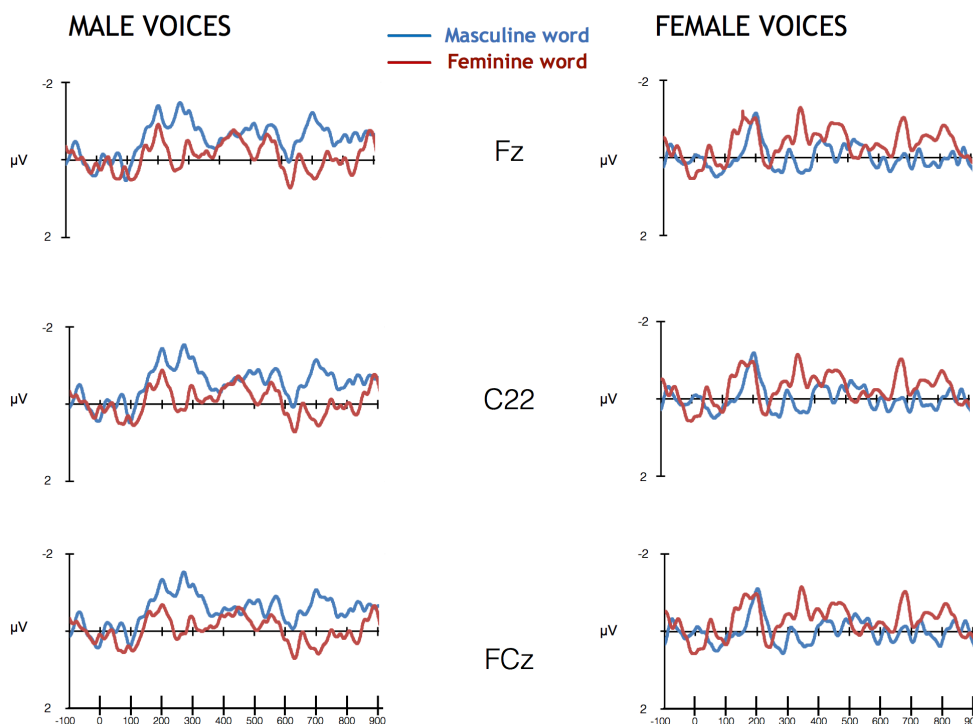 MALE VOICES
Masculine word
Feminine word
FEMALE VOICES
-2
µV
2
Fz
-2
µV
2
-2
µV
2
C22
-2
µV
2
-2
µV
2
-100 0 100 200 300 400 500 600 700 800 900
FCz
-2
µV
2
-100 0 100 200 300 400 500 600 700 800